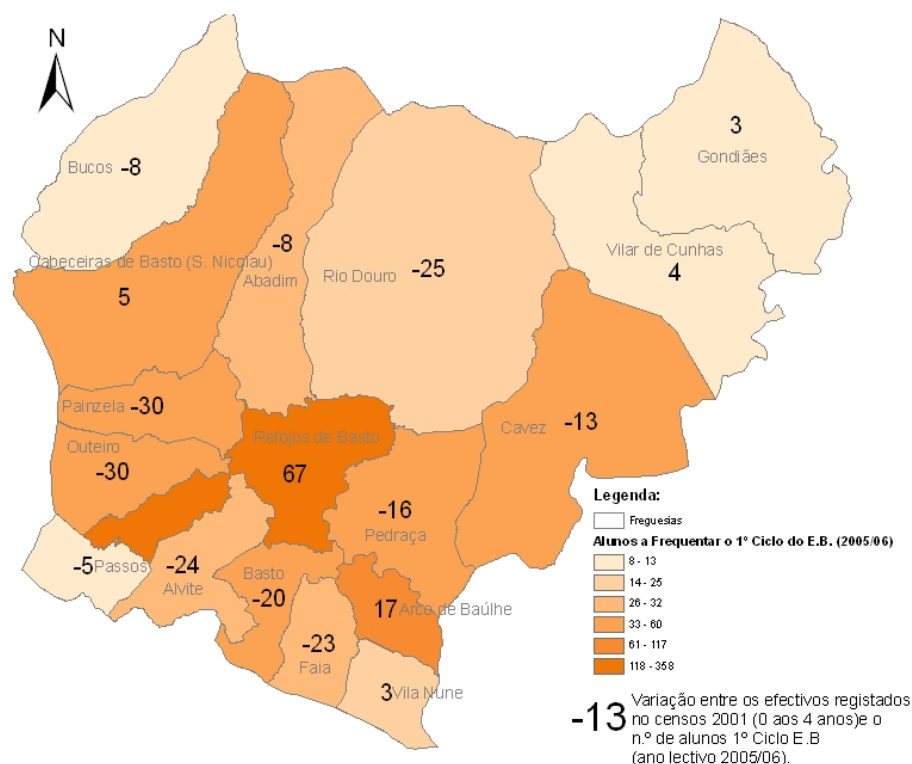 N
3
Gondiães
Bucos -8
Vilar de Cunhas
4
Cabeceiras de Basto (S. Nicolau)
5
-8
Abadim
Rio Douro -25
Painzela -30
Outeiro
-30
Refojos de Basto
67
Cavez -13
-16
Pedraça
-5 Passos
-24
Alvite
Basto
-20
17 Arco de Baúlhe
-23
Faia
3 Vila Nune
Legenda:
Freguesias
Alunos a Frequentar o 1º Ciclo do E.B. (2005/06)
8 - 13
14 - 25
26 - 32
33 - 60
61 - 117
118 - 358
-13 Variação entre os efectivos registados
no censos 2001 (0 aos 4 anos)e o
n.º de alunos 1º Ciclo E.B
(ano lectivo 2005/06).